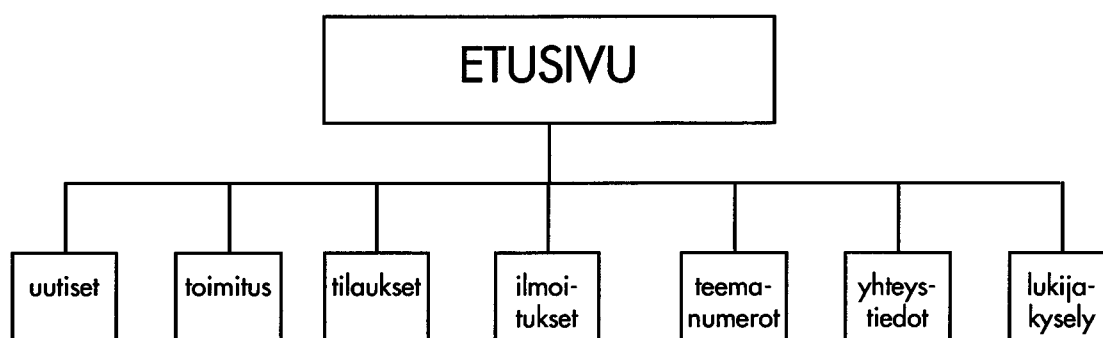 ETUSIVU
uutiset
toimitus
tilaukset
ilmoi-
tukset
teema-
numerot
yhteys-
tiedot
lukija-
kysely